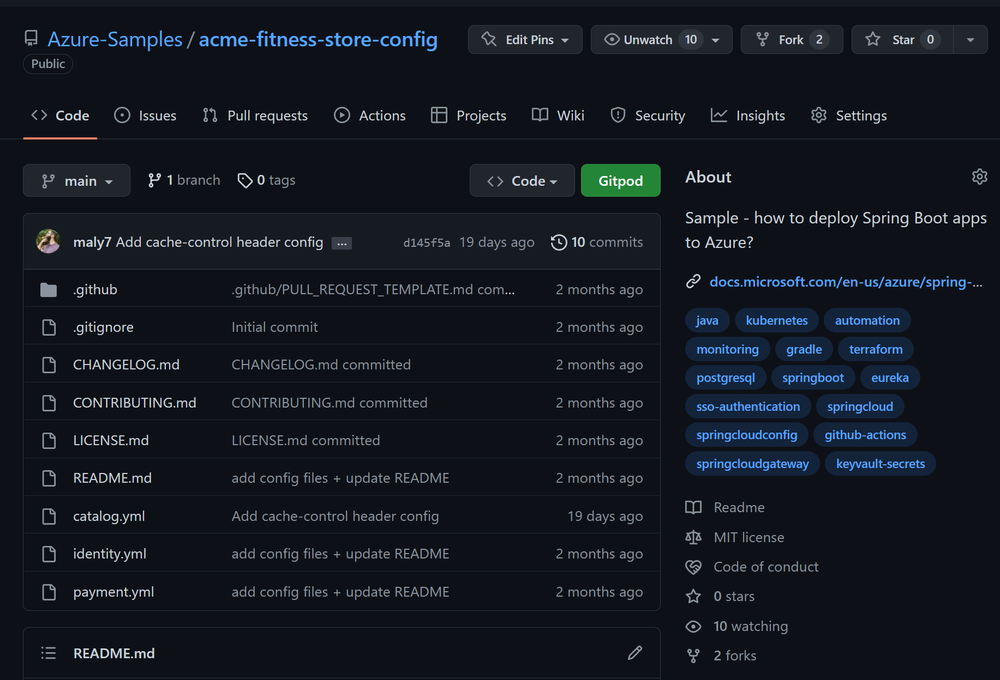 Azure-Samples / acme-fitness-store-config
Public
Edit Pins
Unwatch 10
Fork 2
Star 0
Code
Issues
Pull requests
Actions
Projects
Wiki
Security
Insights
Settings
main
1 branch
0 tags
Code
Gitpod
maly7 Add cache-control header config ... d145f5a 19 days ago 10 commits
.github .github/PULL_REQUEST_TEMPLATE.md com... 2 months ago
.gitignore Initial commit 2 months ago
CHANGELOG.md CHANGELOG.md committed 2 months ago
CONTRIBUTING.md CONTRIBUTING.md committed 2 months ago
LICENSE.md LICENSE.md committed 2 months ago
README.md add config files + update README 2 months ago
catalog.yml Add cache-control header config 19 days ago
identity.yml add config files + update README 2 months ago
payment.yml add config files + update README 2 months ago
README.md
About
Sample - how to deploy Spring Boot apps
to Azure?
docs.microsoft.com/en-us/azure/spring-...
java kubernetes automation
monitoring gradle terraform
postgresql springboot eureka
sso-authentication springcloud
springcloudconfig github-actions
springcloudgateway keyvault-secrets
Readme
MIT license
Code of conduct
0 stars
10 watching
2 forks